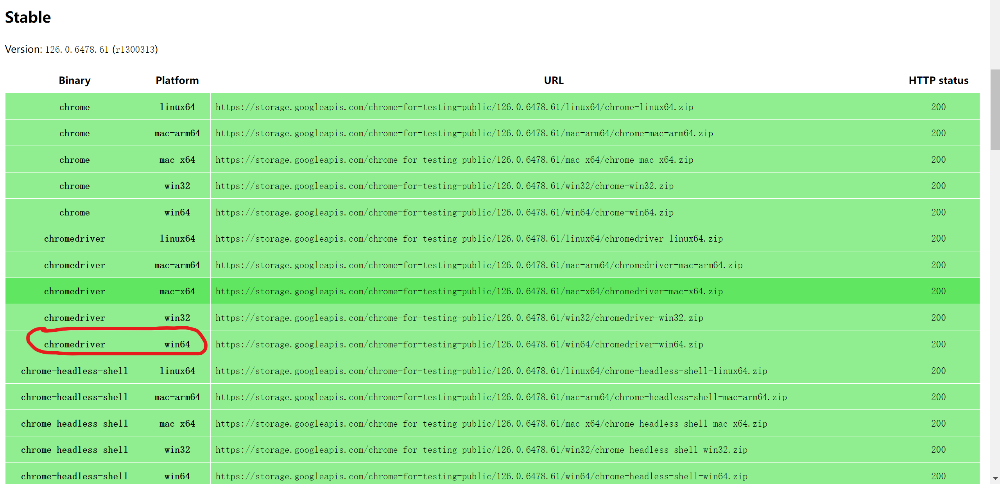 Stable
Version: 126.0.6478.61 (r1300313)
Binary Platform URL HTTP status
chrome linux64 https://storage.googleapis.com/chrome-for-testing-public/126.0.6478.61/linux64/chrome-linux64.zip 200
chrome mac-arm64 https://storage.googleapis.com/chrome-for-testing-public/126.0.6478.61/mac-arm64/chrome-mac-arm64.zip 200
chrome mac-x64 https://storage.googleapis.com/chrome-for-testing-public/126.0.6478.61/mac-x64/chrome-mac-x64.zip 200
chrome win32 https://storage.googleapis.com/chrome-for-testing-public/126.0.6478.61/win32/chrome-win32.zip 200
chrome win64 https://storage.googleapis.com/chrome-for-testing-public/126.0.6478.61/win64/chrome-win64.zip 200
chromedriver linux64 https://storage.googleapis.com/chrome-for-testing-public/126.0.6478.61/linux64/chromedriver-linux64.zip 200
chromedriver mac-arm64 https://storage.googleapis.com/chrome-for-testing-public/126.0.6478.61/mac-arm64/chromedriver-mac-arm64.zip 200
chromedriver mac-x64 https://storage.googleapis.com/chrome-for-testing-public/126.0.6478.61/mac-x64/chromedriver-mac-x64.zip 200
chromedriver win32 https://storage.googleapis.com/chrome-for-testing-public/126.0.6478.61/win32/chromedriver-win32.zip 200
chromedriver win64 https://storage.googleapis.com/chrome-for-testing-public/126.0.6478.61/win64/chromedriver-win64.zip 200
chrome-headless-shell linux64 https://storage.googleapis.com/chrome-for-testing-public/126.0.6478.61/linux64/chrome-headless-shell-linux64.zip 200
chrome-headless-shell mac-arm64 https://storage.googleapis.com/chrome-for-testing-public/126.0.6478.61/mac-arm64/chrome-headless-shell-mac-arm64.zip 200
chrome-headless-shell mac-x64 https://storage.googleapis.com/chrome-for-testing-public/126.0.6478.61/mac-x64/chrome-headless-shell-mac-x64.zip 200
chrome-headless-shell win32 https://storage.googleapis.com/chrome-for-testing-public/126.0.6478.61/win32/chrome-headless-shell-win32.zip 200
chrome-headless-shell win64 https://storage.googleapis.com/chrome-for-testing-public/126.0.6478.61/win64/chrome-headless-shell-win64.zip 200